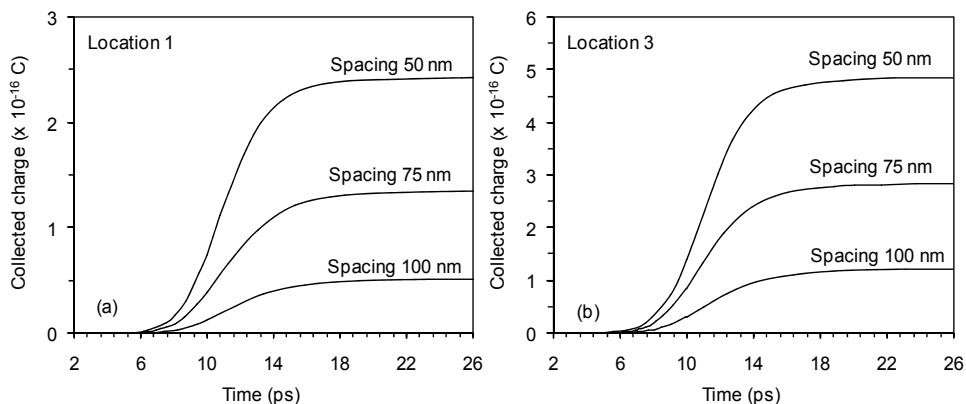 Location 1
Spacing 50 nm
Spacing 75 nm
Spacing 100 nm
(a)
Collected charge (x 10⁻¹⁶ C)
3
2
1
0
2 6 10 14 18 22 26
Time (ps)
Location 3
Spacing 50 nm
Spacing 75 nm
Spacing 100 nm
(b)
Collected charge (x 10⁻¹⁶ C)
6
5
4
3
2
1
0
2 6 10 14 18 22 26
Time (ps)